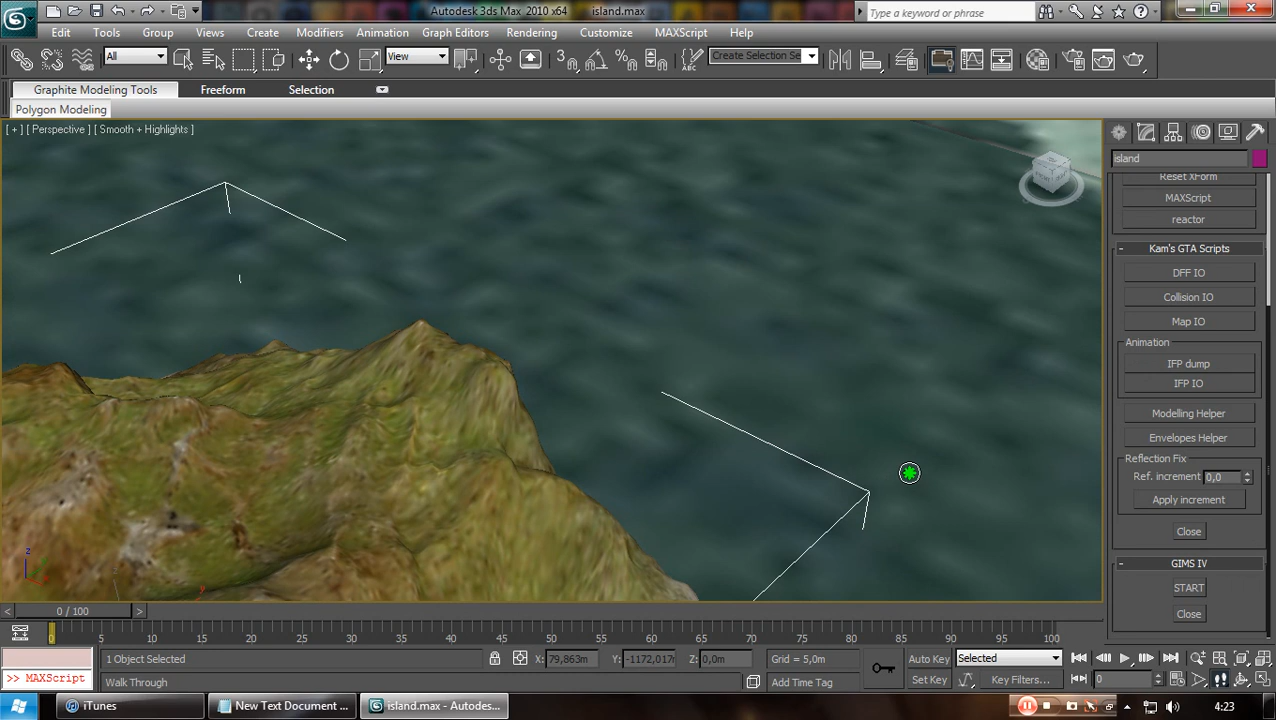 Autodesk 3ds Max 2010 x64 island.max
Type a keyword or phrase
Edit Tools Group Views Create Modifiers Animation Graph Editors Rendering Customize MAXScript Help
All View 3 Create Selection Se
Graphite Modeling Tools Freeform Selection
Polygon Modeling
[ + ] [ Perspective ] [ Smooth + Highlights ]
island
Reset XForm
MAXScript
reactor
- Kam's GTA Scripts
DFF IO
Collision IO
Map IO
Animation
IFP dump
IFP IO
Modelling Helper
Envelopes Helper
Reflection Fix
Ref. increment 0,0
Apply increment
Close
- GIMS IV
START
Close
z
y
< 0 / 100 >
0 5 10 15 20 25 30 35 40 45 50 55 60 65 70 75 80 85 90 95 100
1 Object Selected X: 79,863m Y: -1172,017m Z: 0,0m Grid = 5,0m Auto Key Selected
>> MAXScript Walk Through Add Time Tag Set Key Key Filters... 0
iTunes New Text Document ... island.max - Autodes... 4:23